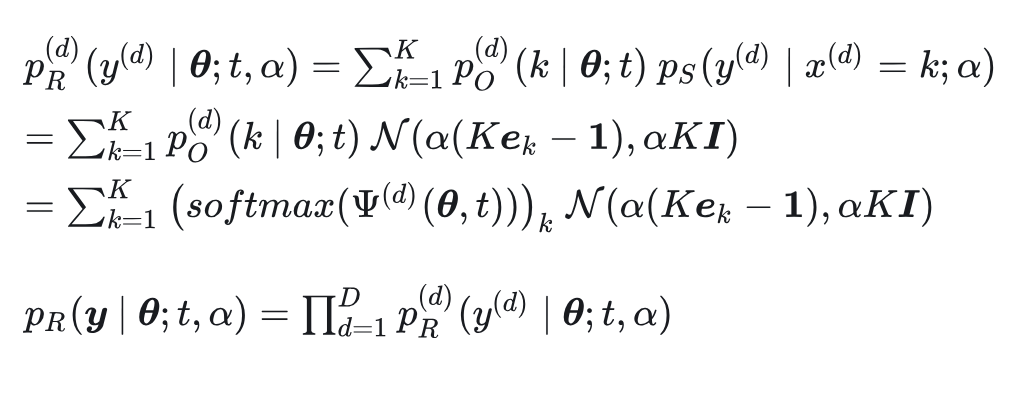 p_R^{(d)}(y^{(d)} | 𝜽; t, α) = ∑_{k=1}^{K} p_O^{(d)}(k | 𝜽; t) p_S(y^{(d)} | x^{(d)} = k; α)
= ∑_{k=1}^{K} p_O^{(d)}(k | 𝜽; t) 𝒩(α(K𝒆_k − 𝟏), αK𝑰)
= ∑_{k=1}^{K} (softmax(Ψ^{(d)}(𝜽, t)))_k 𝒩(α(K𝒆_k − 𝟏), αK𝑰)
p_R(𝒚 | 𝜽; t, α) = ∏_{d=1}^{D} p_R^{(d)}(y^{(d)} | 𝜽; t, α)